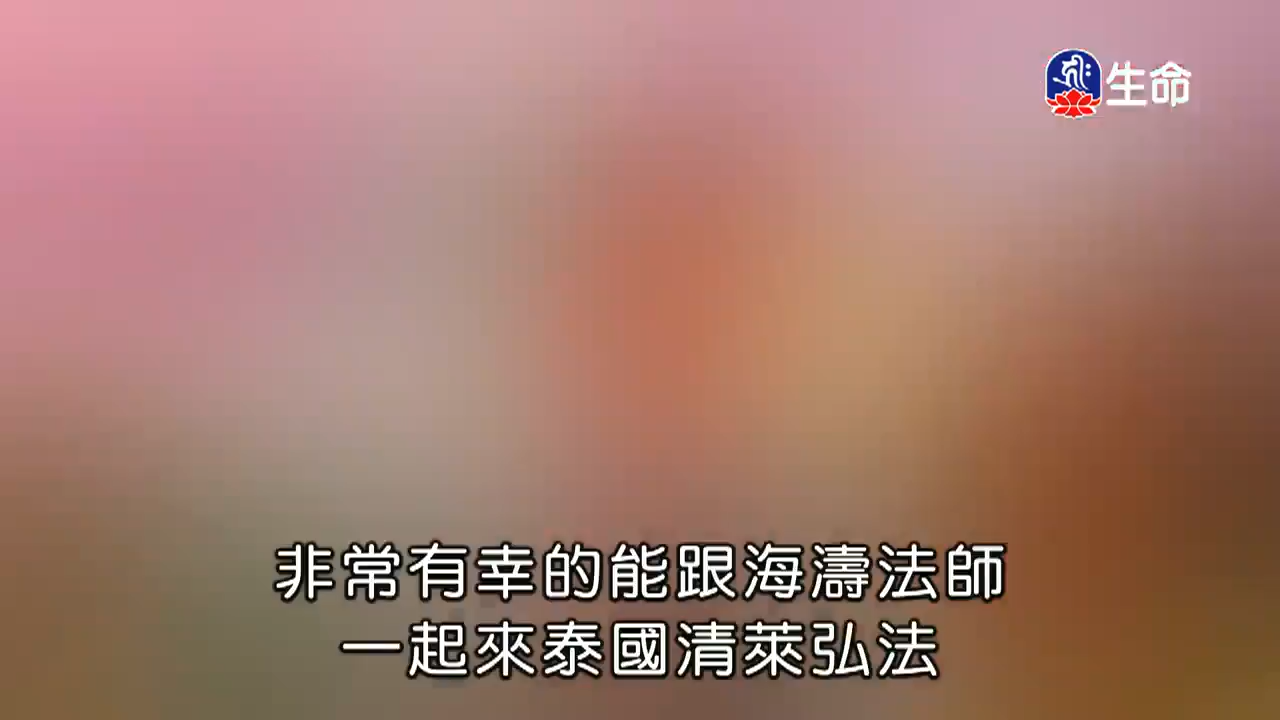 生命
非常有幸的能跟海濤法師
一起來泰國清萊弘法